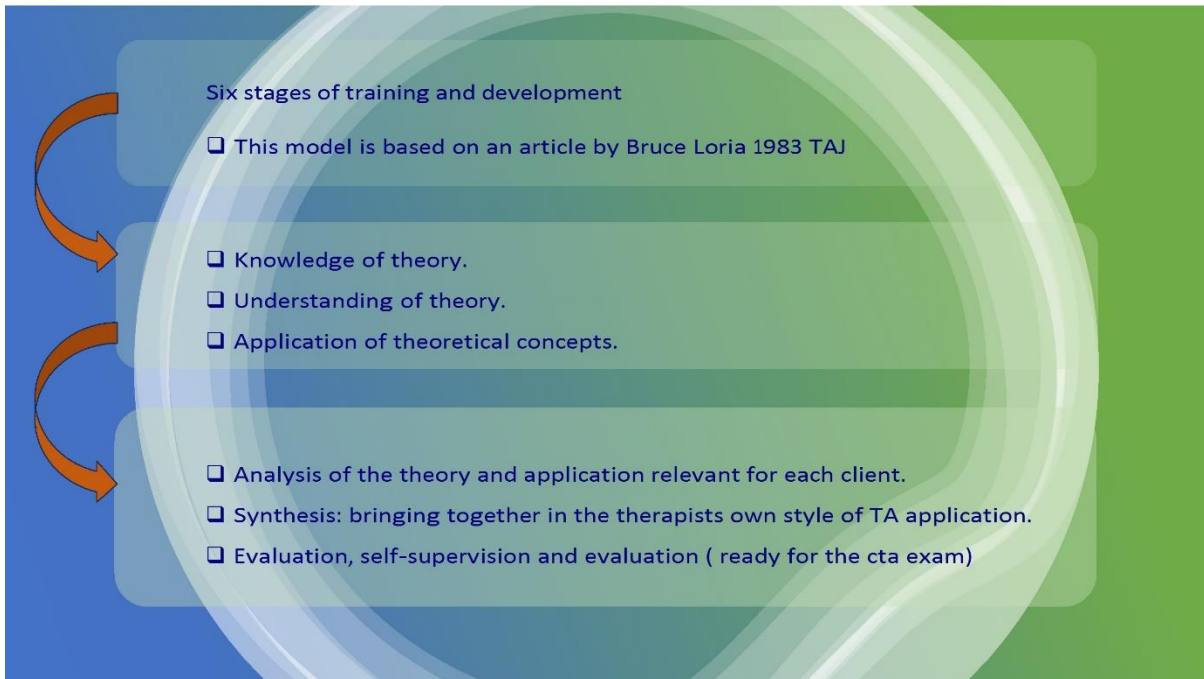 Six stages of training and development
❑ This model is based on an article by Bruce Loria 1983 TAJ
❑ Knowledge of theory.
❑ Understanding of theory.
❑ Application of theoretical concepts.
❑ Analysis of the theory and application relevant for each client.
❑ Synthesis: bringing together in the therapists own style of TA application.
❑ Evaluation, self-supervision and evaluation ( ready for the cta exam)